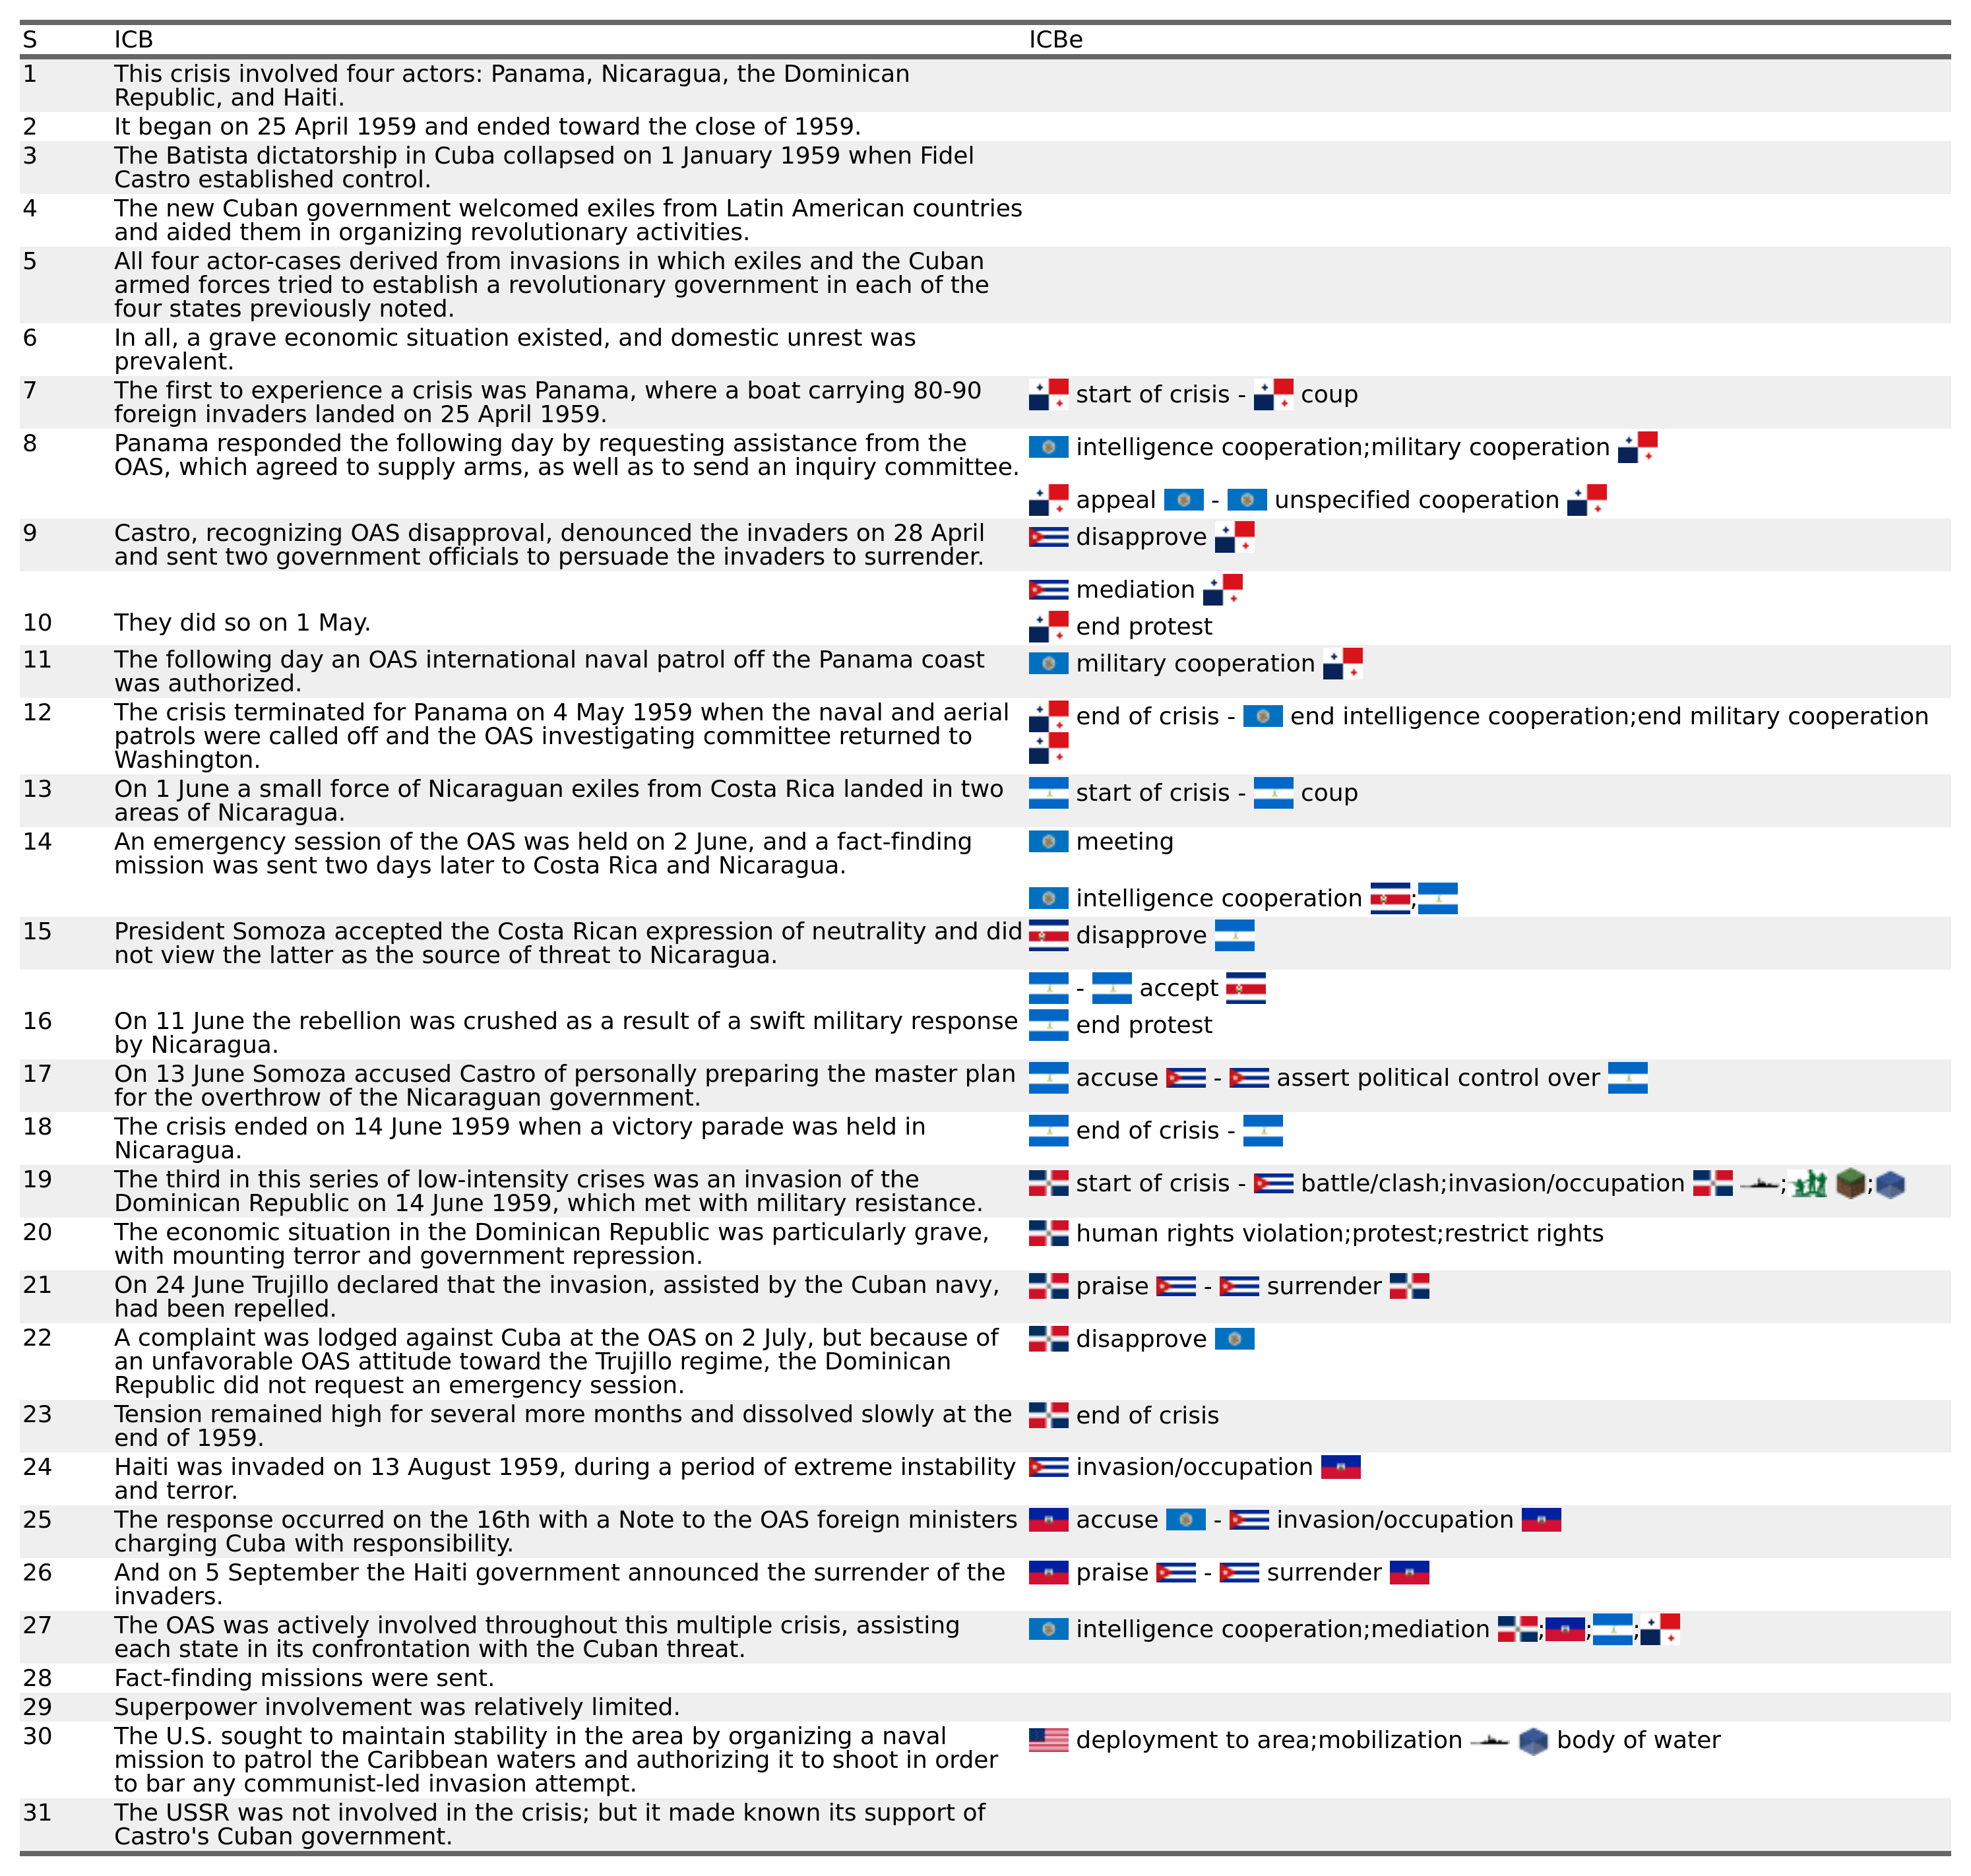 S ICB ICBe
1 This crisis involved four actors: Panama, Nicaragua, the Dominican
Republic, and Haiti.
2 It began on 25 April 1959 and ended toward the close of 1959.
3 The Batista dictatorship in Cuba collapsed on 1 January 1959 when Fidel
Castro established control.
4 The new Cuban government welcomed exiles from Latin American countries
and aided them in organizing revolutionary activities.
5 All four actor-cases derived from invasions in which exiles and the Cuban
armed forces tried to establish a revolutionary government in each of the
four states previously noted.
6 In all, a grave economic situation existed, and domestic unrest was
prevalent.
7 The first to experience a crisis was Panama, where a boat carrying 80-90 start of crisis - coup
foreign invaders landed on 25 April 1959.
8 Panama responded the following day by requesting assistance from the intelligence cooperation;military cooperation
OAS, which agreed to supply arms, as well as to send an inquiry committee.
appeal - unspecified cooperation
9 Castro, recognizing OAS disapproval, denounced the invaders on 28 April disapprove
and sent two government officials to persuade the invaders to surrender.
mediation
10 They did so on 1 May. end protest
11 The following day an OAS international naval patrol off the Panama coast military cooperation
was authorized.
12 The crisis terminated for Panama on 4 May 1959 when the naval and aerial end of crisis - end intelligence cooperation;end military cooperation
patrols were called off and the OAS investigating committee returned to
Washington.
13 On 1 June a small force of Nicaraguan exiles from Costa Rica landed in two start of crisis - coup
areas of Nicaragua.
14 An emergency session of the OAS was held on 2 June, and a fact-finding meeting
mission was sent two days later to Costa Rica and Nicaragua.
intelligence cooperation ;
15 President Somoza accepted the Costa Rican expression of neutrality and did disapprove
not view the latter as the source of threat to Nicaragua.
- accept
16 On 11 June the rebellion was crushed as a result of a swift military response end protest
by Nicaragua.
17 On 13 June Somoza accused Castro of personally preparing the master plan accuse - assert political control over
for the overthrow of the Nicaraguan government.
18 The crisis ended on 14 June 1959 when a victory parade was held in end of crisis -
Nicaragua.
19 The third in this series of low-intensity crises was an invasion of the start of crisis - battle/clash;invasion/occupation ; ;
Dominican Republic on 14 June 1959, which met with military resistance.
20 The economic situation in the Dominican Republic was particularly grave, human rights violation;protest;restrict rights
with mounting terror and government repression.
21 On 24 June Trujillo declared that the invasion, assisted by the Cuban navy, praise - surrender
had been repelled.
22 A complaint was lodged against Cuba at the OAS on 2 July, but because of disapprove
an unfavorable OAS attitude toward the Trujillo regime, the Dominican
Republic did not request an emergency session.
23 Tension remained high for several more months and dissolved slowly at the end of crisis
end of 1959.
24 Haiti was invaded on 13 August 1959, during a period of extreme instability invasion/occupation
and terror.
25 The response occurred on the 16th with a Note to the OAS foreign ministers accuse - invasion/occupation
charging Cuba with responsibility.
26 And on 5 September the Haiti government announced the surrender of the praise - surrender
invaders.
27 The OAS was actively involved throughout this multiple crisis, assisting intelligence cooperation;mediation ; ; ;
each state in its confrontation with the Cuban threat.
28 Fact-finding missions were sent.
29 Superpower involvement was relatively limited.
30 The U.S. sought to maintain stability in the area by organizing a naval deployment to area;mobilization body of water
mission to patrol the Caribbean waters and authorizing it to shoot in order
to bar any communist-led invasion attempt.
31 The USSR was not involved in the crisis; but it made known its support of
Castro's Cuban government.